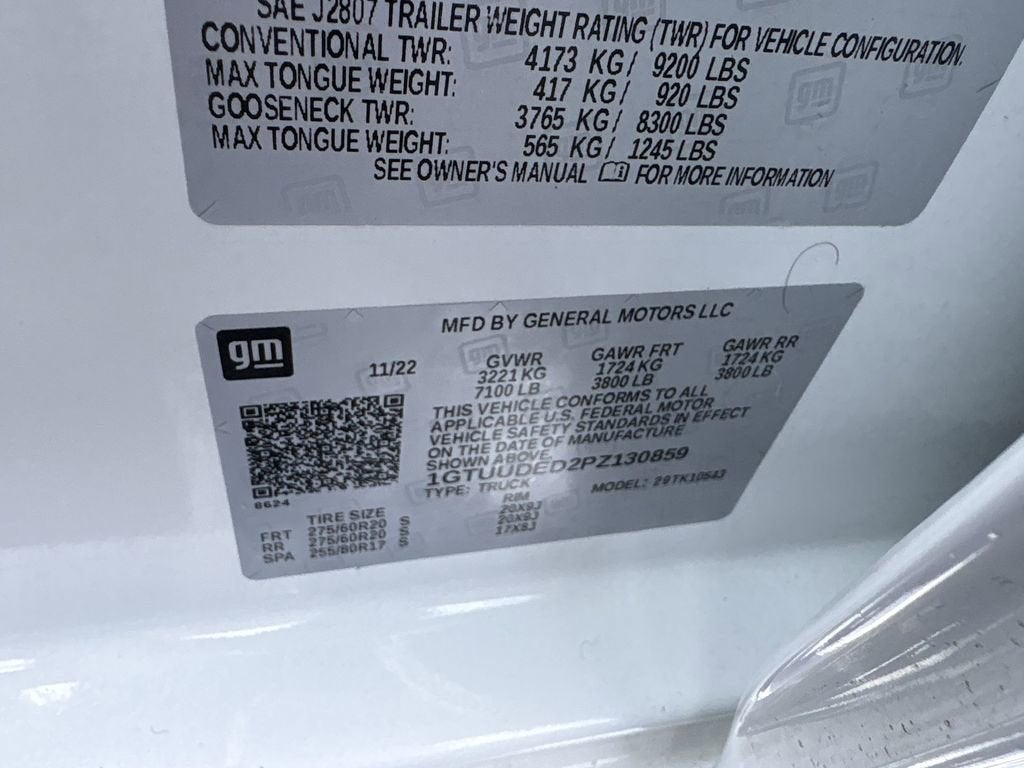 SAE J2807 TRAILER WEIGHT RATING (TWR) FOR VEHICLE CONFIGURATION.
CONVENTIONAL TWR: 4173 KG/ 9200 LBS
MAX TONGUE WEIGHT: 417 KG/ 920 LBS
GOOSENECK TWR: 3765 KG/ 8300 LBS
MAX TONGUE WEIGHT: 565 KG/ 1245 LBS
SEE OWNER'S MANUAL FOR MORE INFORMATION
gm
MFD BY GENERAL MOTORS LLC
11/22 GVWR GAWR FRT GAWR RR
3221 KG 1724 KG 1724 KG
7100 LB 3800 LB 3800 LB
THIS VEHICLE CONFORMS TO ALL
APPLICABLE U.S. FEDERAL MOTOR
VEHICLE SAFETY STANDARDS IN EFFECT
ON THE DATE OF MANUFACTURE
SHOWN ABOVE.
1GTUUDED2PZ130859
TYPE: TRUCK MODEL: 29TK10543
8624
TIRE SIZE RIM
FRT 275/60R20 S 20X9J
RR 275/60R20 S 20X9J
SPA 255/80R17 S 17X8J